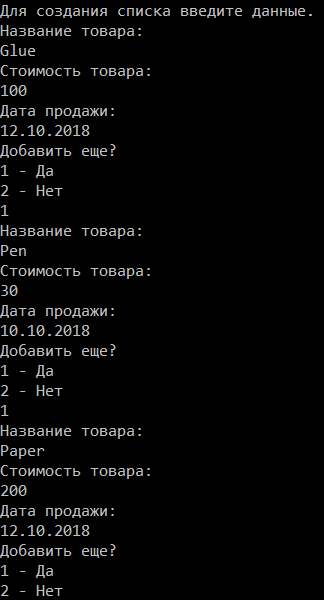 Для создания списка введите данные.
Название товара:
Glue
Стоимость товара:
100
Дата продажи:
12.10.2018
Добавить еще?
1 - Да
2 - Нет
1
Название товара:
Pen
Стоимость товара:
30
Дата продажи:
10.10.2018
Добавить еще?
1 - Да
2 - Нет
1
Название товара:
Paper
Стоимость товара:
200
Дата продажи:
12.10.2018
Добавить еще?
1 - Да
2 - Нет